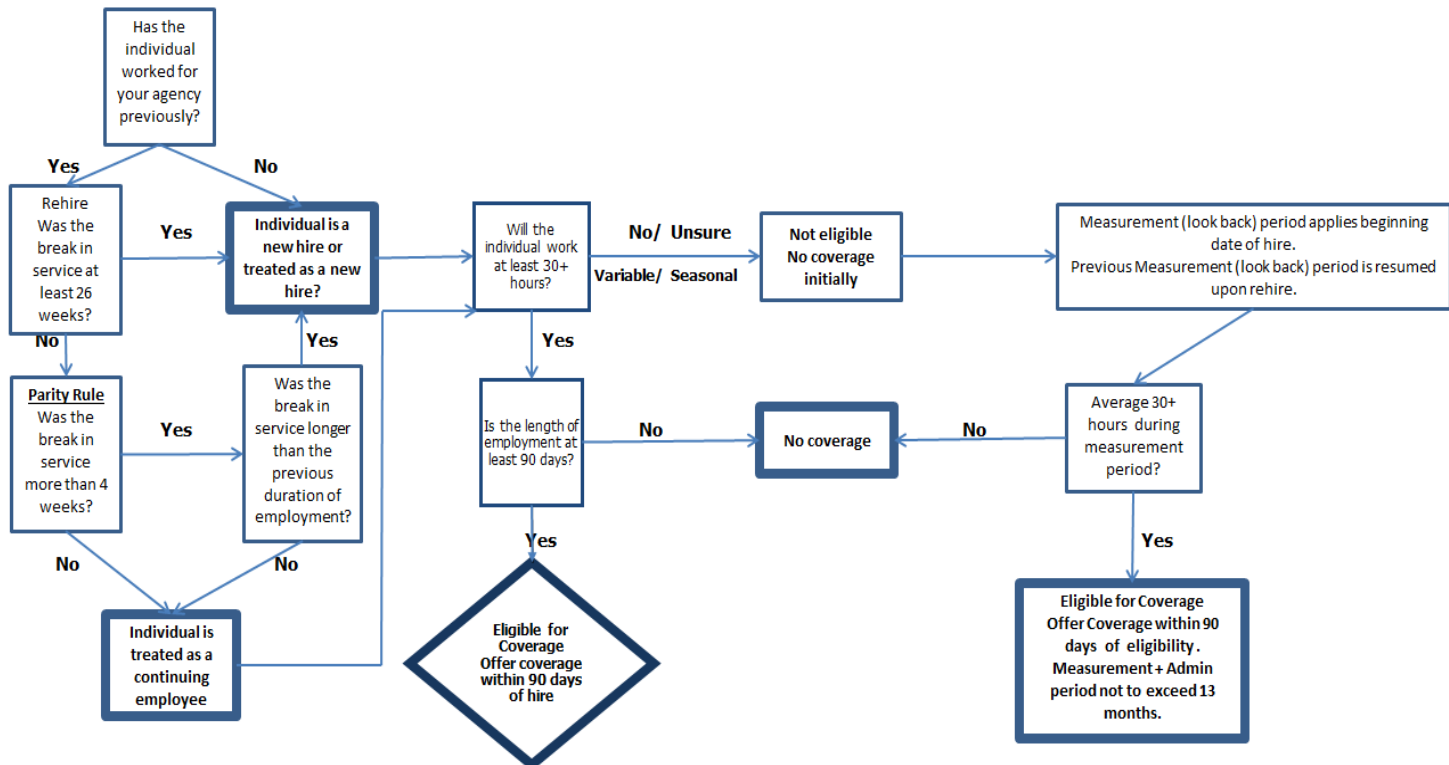 Has the
individual
worked for
your agency
previously?
Yes
No
Rehire
Was the
break in
service at
least 26
weeks?
Yes
Individual is a
new hire or
treated as a new
hire?
Will the
individual work
at least 30+
hours?
No/ Unsure
Variable/ Seasonal
Not eligible
No coverage
initially
Measurement (look back) period applies beginning
date of hire.
Previous Measurement (look back) period is resumed
upon rehire.
No
Yes
Yes
Parity Rule
Was the
break in
service
more than 4
weeks?
Yes
Was the
break in
service longer
than the
previous
duration of
employment?
Is the length of
employment at
least 90 days?
No
No coverage
No
Average 30+
hours during
measurement
period?
No
No
Yes
Yes
Individual is
treated as a
continuing
employee
Eligible for
Coverage
Offer coverage
within 90 days
of hire
Eligible for Coverage
Offer Coverage within 90
days of eligibility.
Measurement + Admin
period not to exceed 13
months.